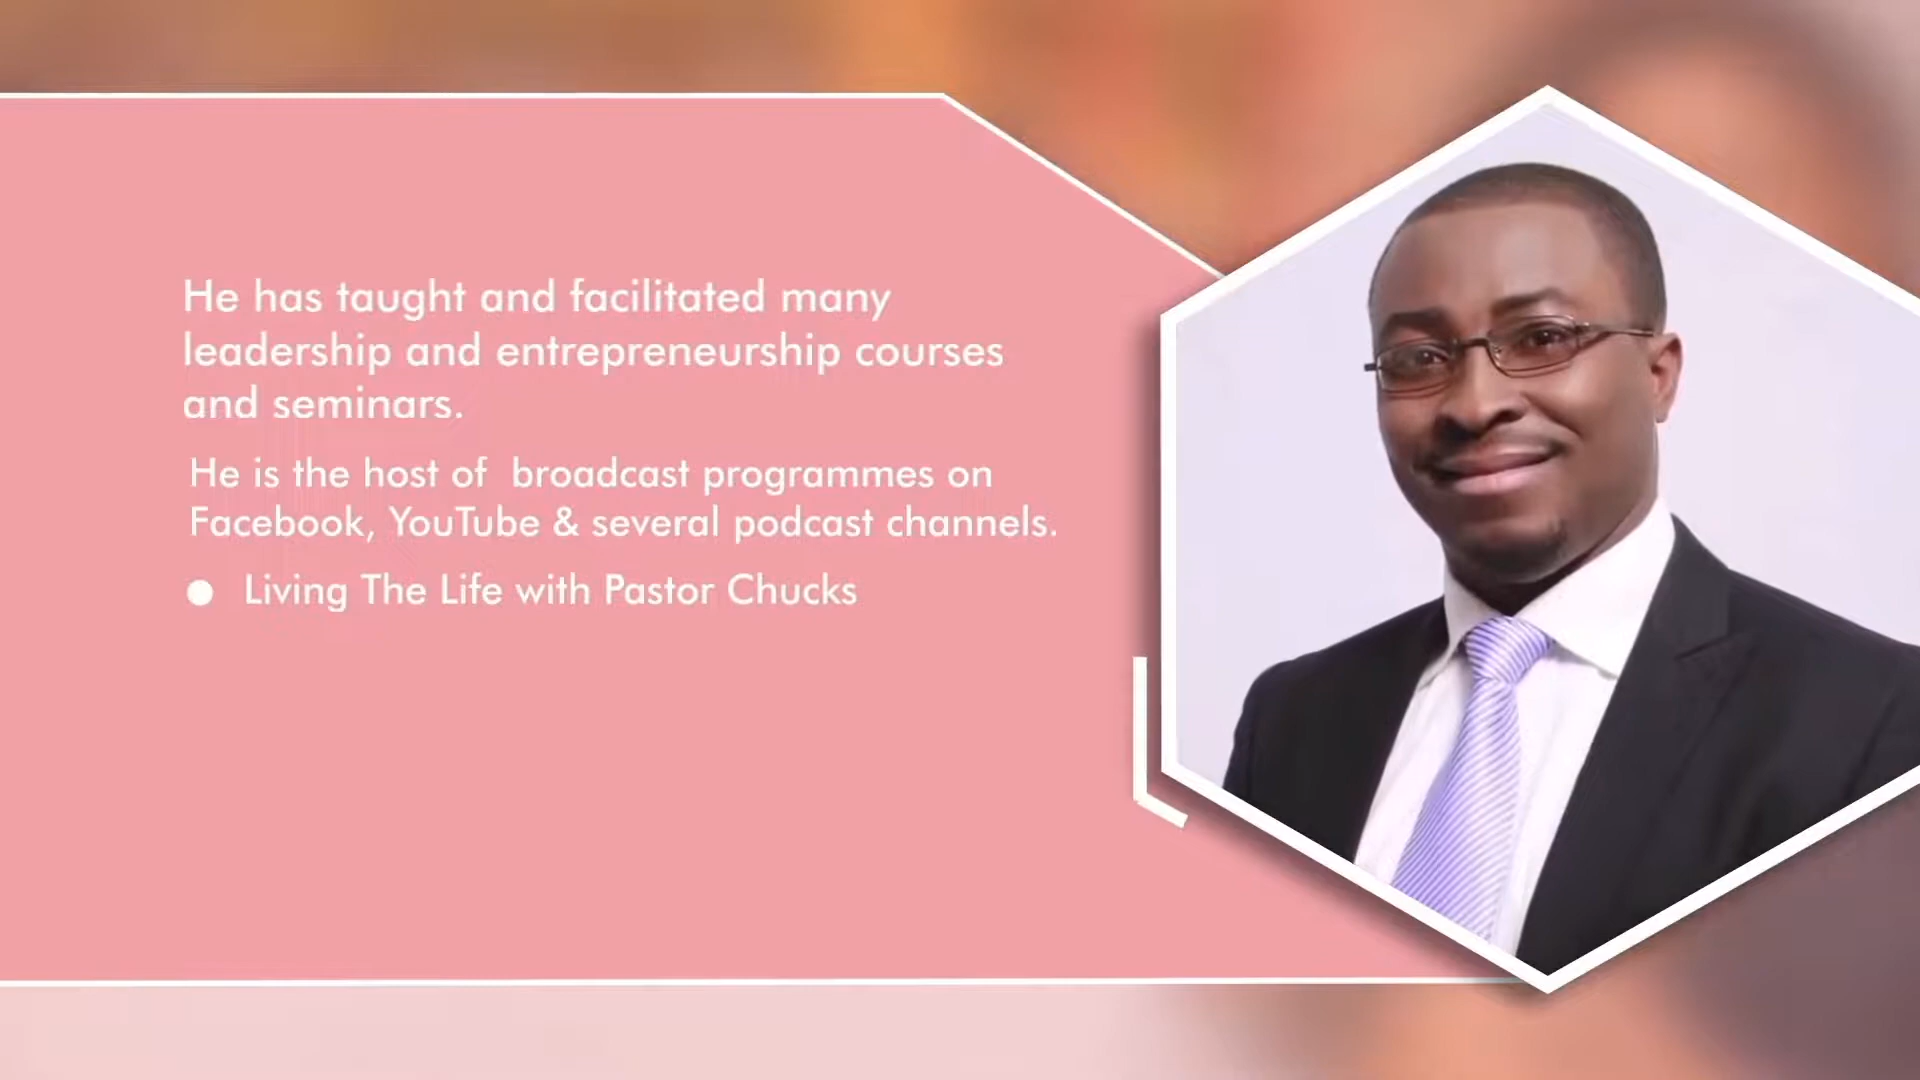 He has taught and facilitated many
leadership and entrepreneurship courses
and seminars.
He is the host of broadcast programmes on
Facebook, YouTube & several podcast channels.
● Living The Life with Pastor Chucks